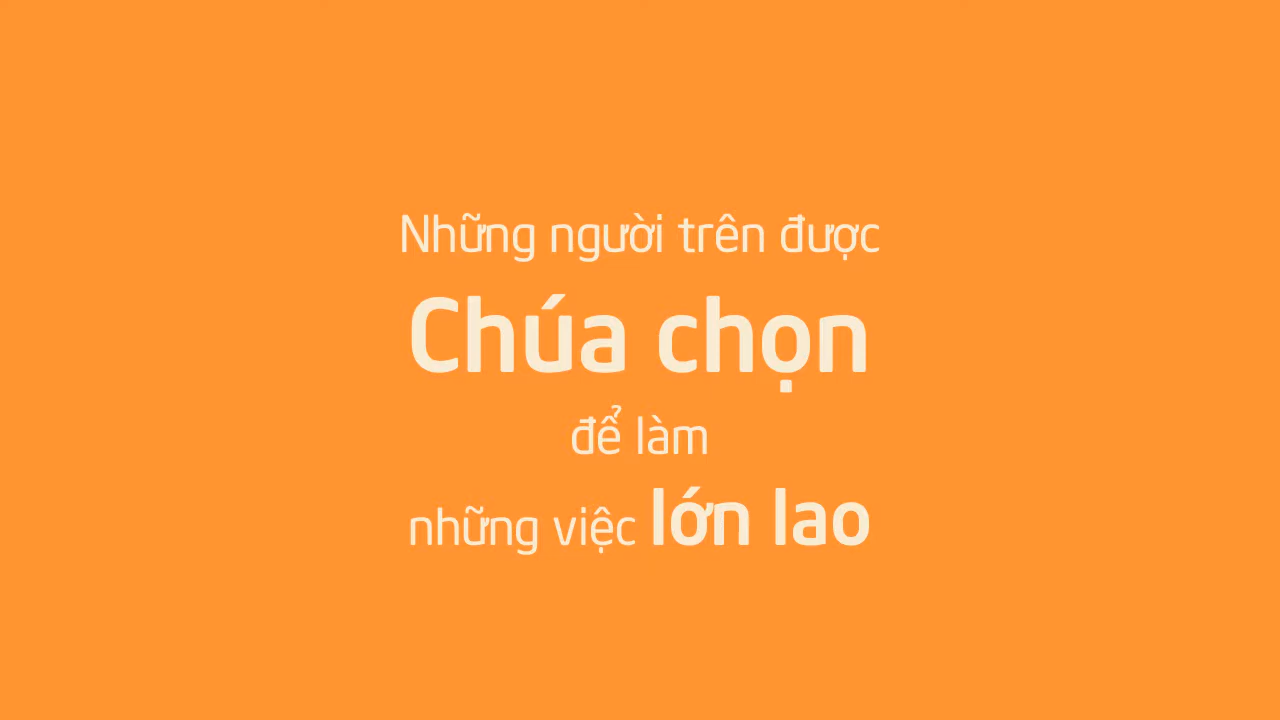 Những người trên được
Chúa chọn
để làm
những việc lớn lao